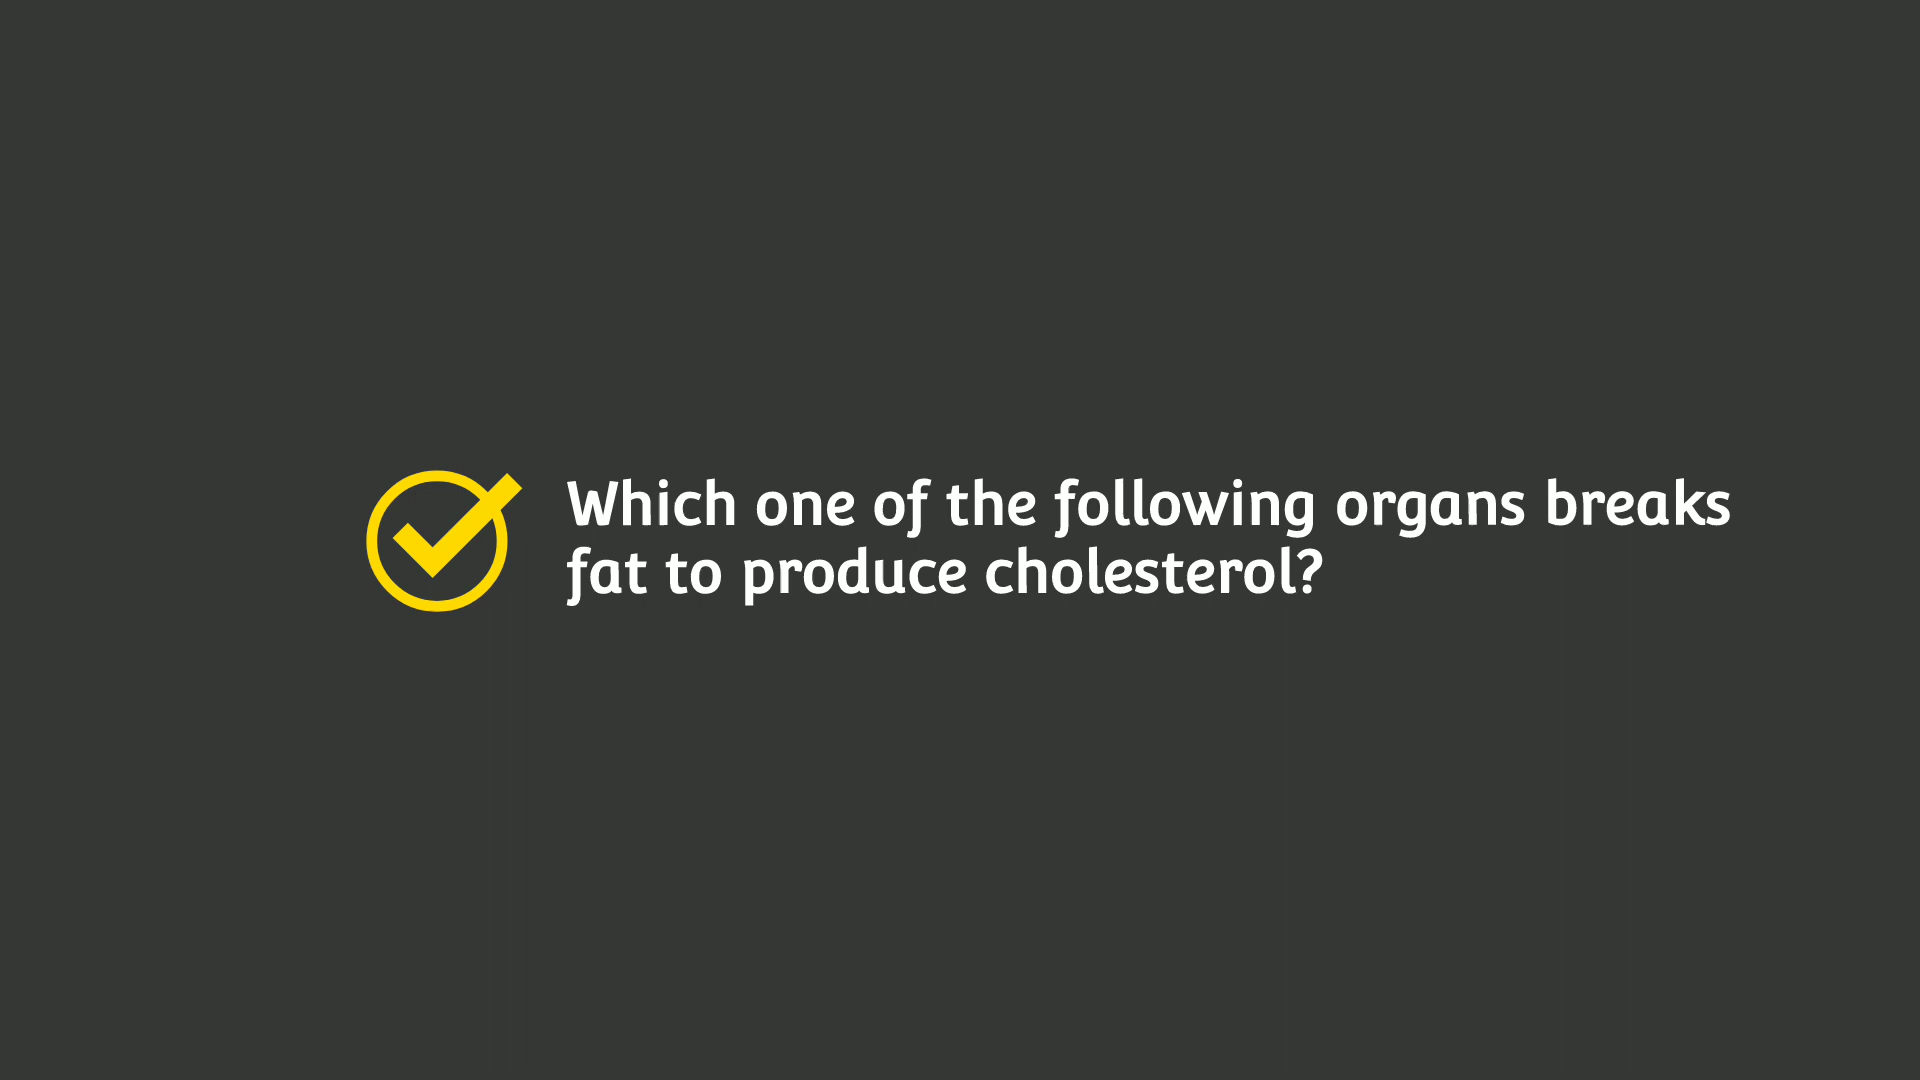 Which one of the following organs breaks
fat to produce cholesterol?